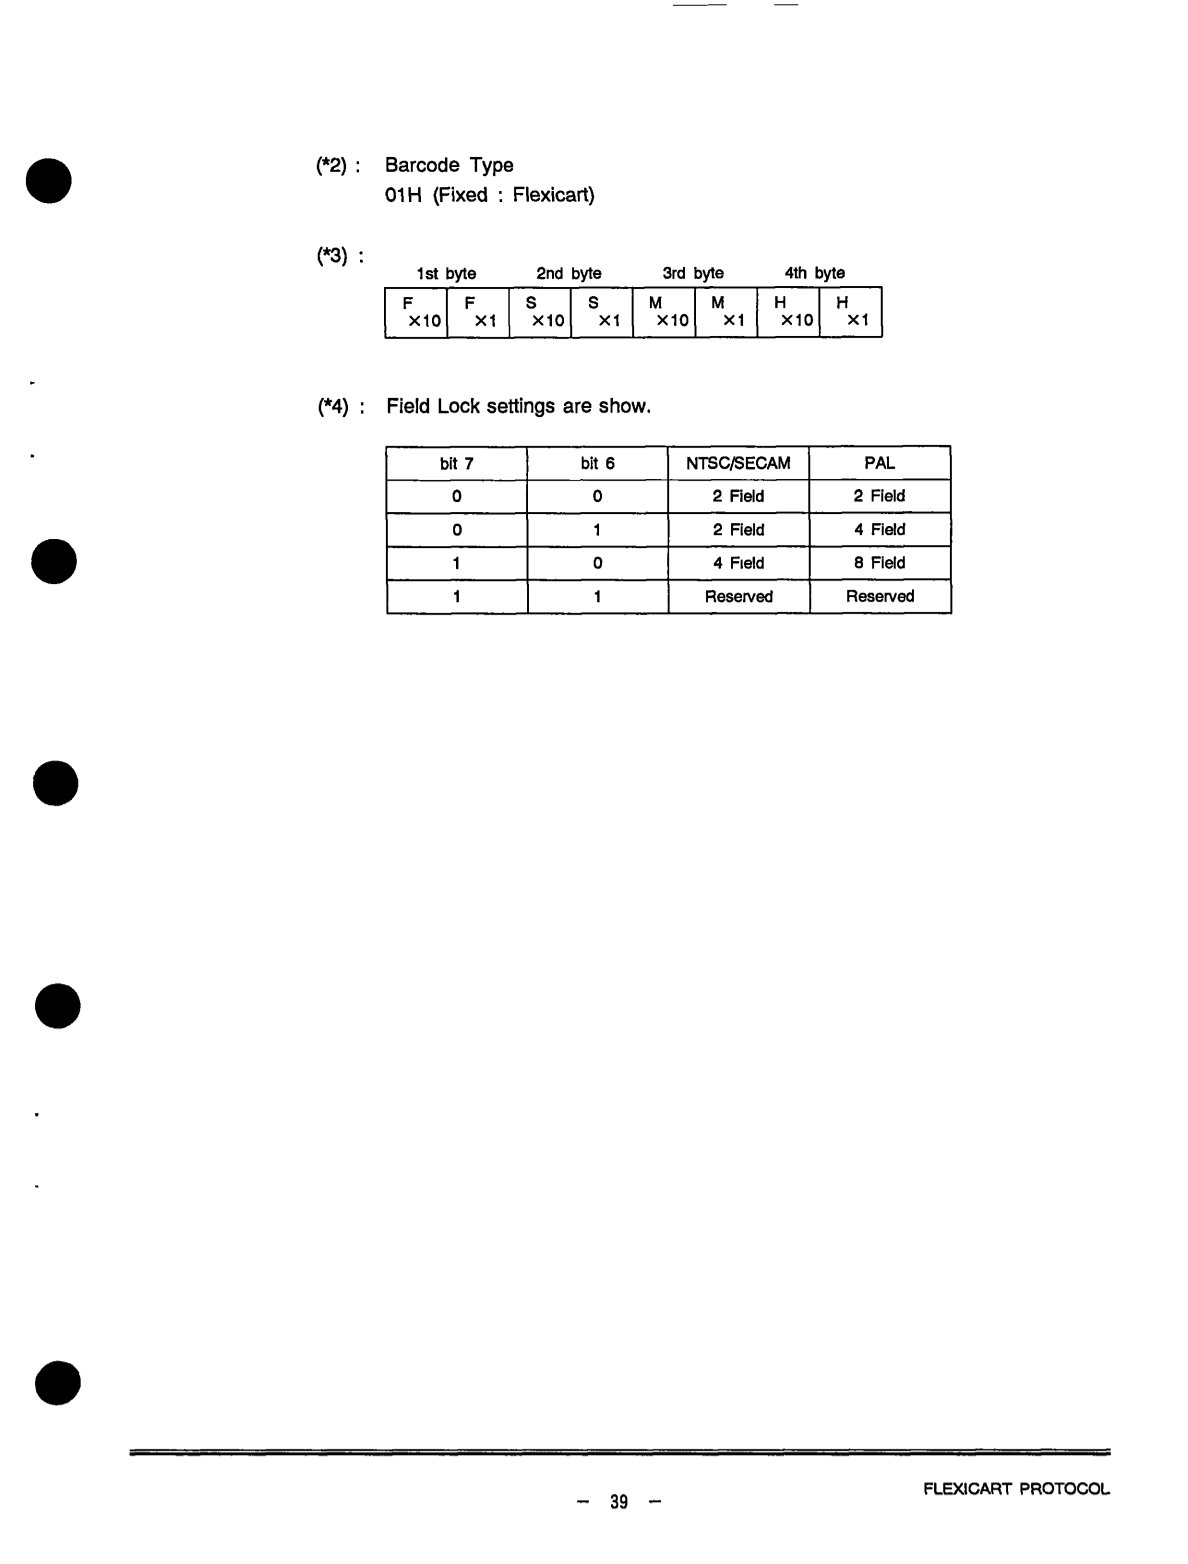 (*2) : Barcode Type
01H (Fixed : Flexicart)
(*3) :
1st byte 2nd byte 3rd byte 4th byte
F F S S M M H H
×10 ×1 ×10 ×1 ×10 ×1 ×10 ×1
(*4) : Field Lock settings are show.
bit 7 bit 6 NTSC/SECAM PAL
0 0 2 Field 2 Field
0 1 2 Field 4 Field
1 0 4 Field 8 Field
1 1 Reserved Reserved
FLEXICART PROTOCOL
– 39 –